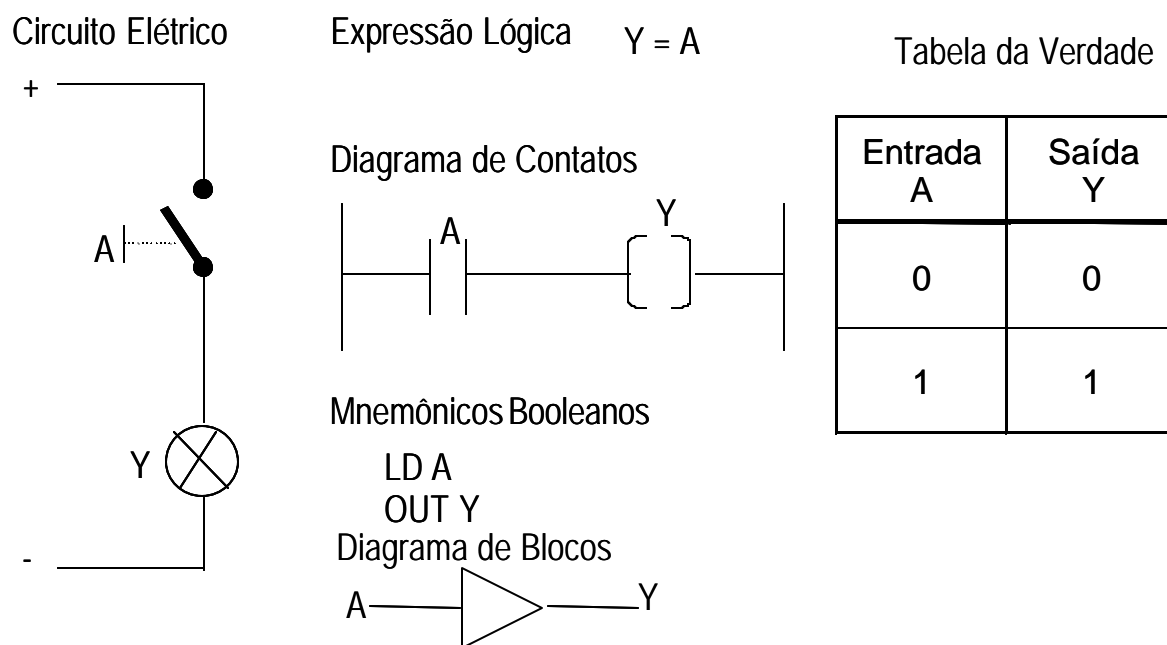 Circuito Elétrico
+
A
Y
-
Expressão Lógica Y = A
Diagrama de Contatos
A Y
Mnemônicos Booleanos
LD A
OUT Y
Diagrama de Blocos
A Y
Tabela da Verdade
Entrada Saída
A Y
0 0
1 1